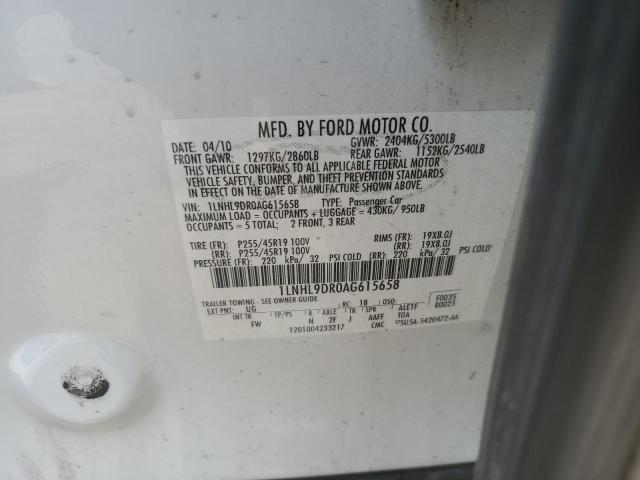 MFD. BY FORD MOTOR CO.
04/10 GVWR: 2404KG/5300LB
FRONT GAWR: 1297KG/2860LB REAR GAWR: 1152KG/2540LB
THIS VEHICLE CONFORMS TO ALL APPLICABLE FEDERAL MOTOR
VEHICLE SAFETY, BUMPER, AND THEFT PREVENTION STANDARDS
IN EFFECT ON THE DATE OF MANUFACTURE SHOWN ABOVE.
VIN: 1LNHL9DR0AG615658 TYPE: Passenger Car
MAXIMUM LOAD = OCCUPANTS + LUGGAGE = 430KG/ 950LB
OCCUPANTS = 5 TOTAL; 2 FRONT, 3 REAR
TIRE (FR): P255/45R19 100V RIMS (FR): 19X8.0J
(RR): P255/45R19 100V (RR): 19X8.0J
PRESSURE (FR): 220 kPa/ 32 PSI COLD (RR): 220 kPa/ 32 PSI COLD
1LNHL9DR0AG615658
TRAILER TOWING - SEE OWNER GUIDE RC: 18 DSO: F0035
EXT PNT: UG R0025
INT TR TP/PS R AXLE TR SPR ALETF
FW N 2F J AAFF TOA
1201004233217 CMC 5U5A-5420472-AA